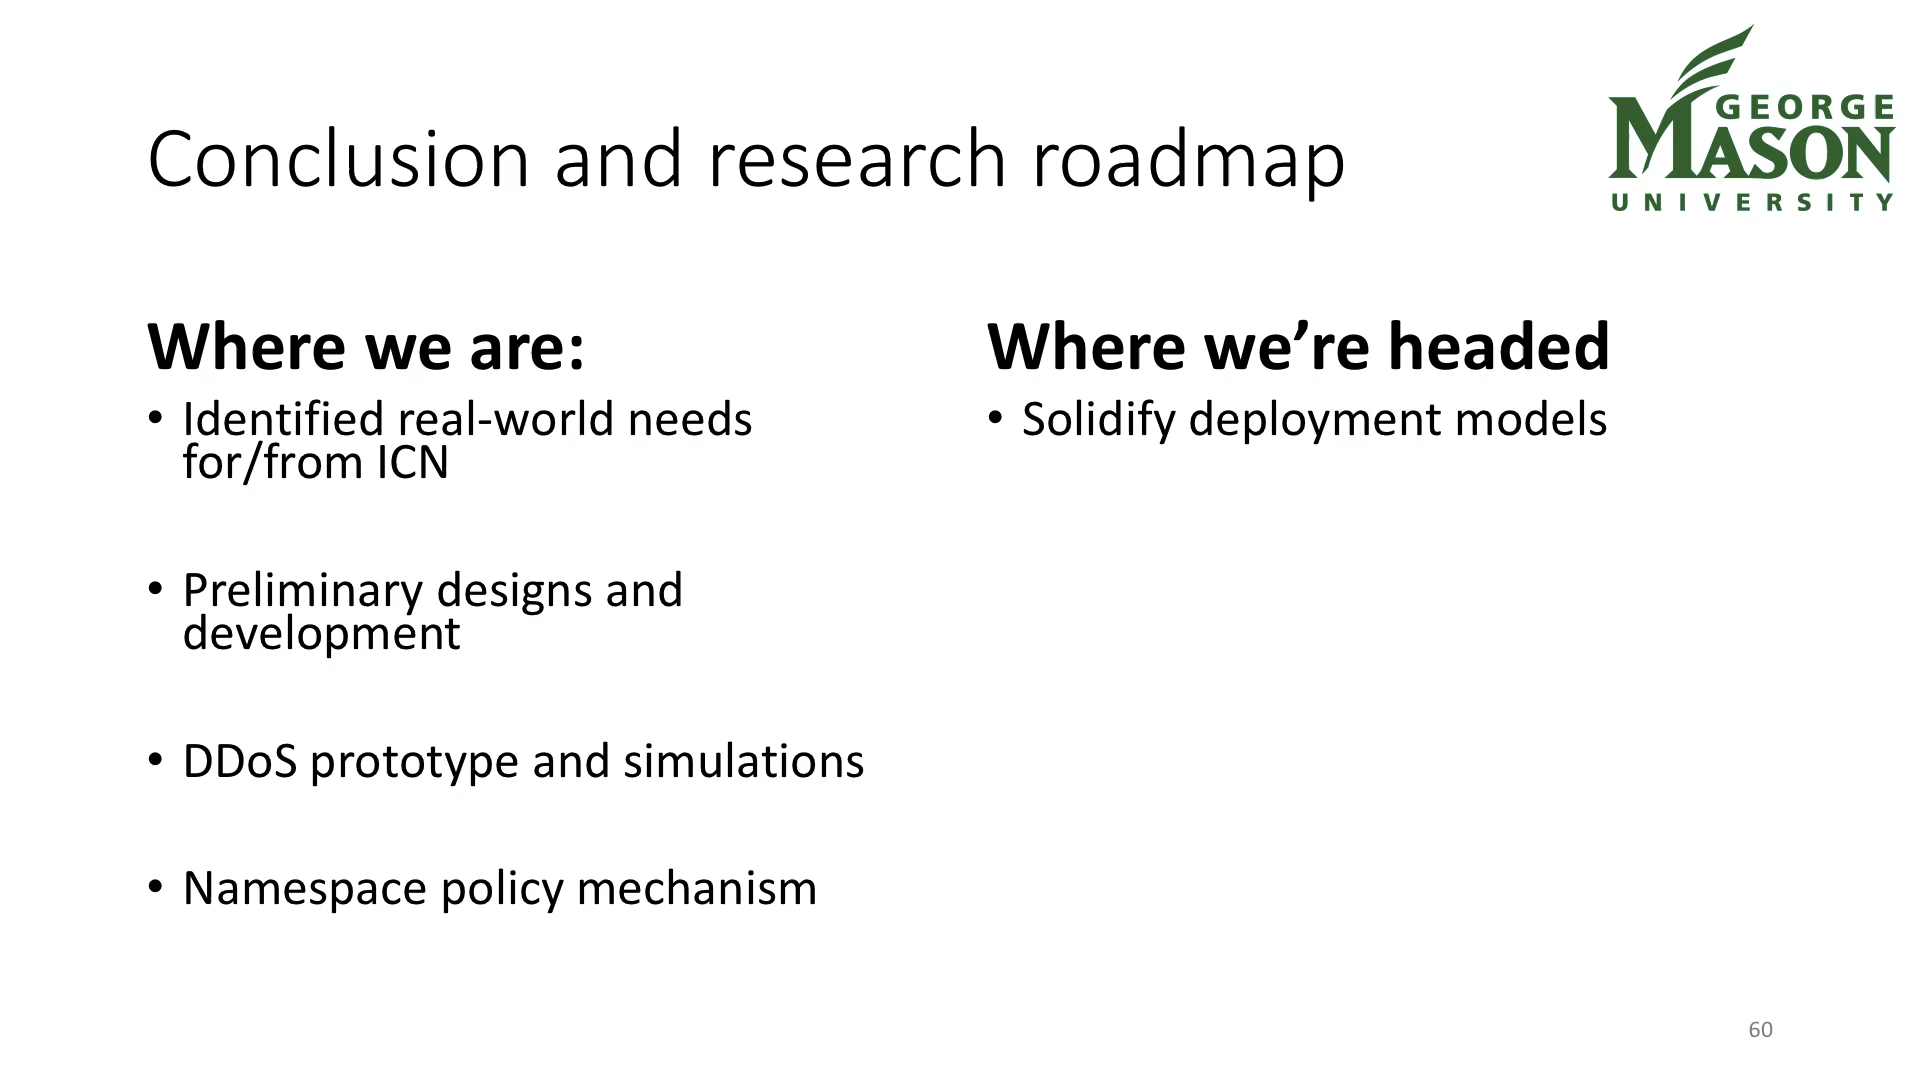 GEORGE
MASON
UNIVERSITY
Conclusion and research roadmap
Where we are:
• Identified real-world needs
for/from ICN
• Preliminary designs and
development
• DDoS prototype and simulations
• Namespace policy mechanism
Where we’re headed
• Solidify deployment models
60